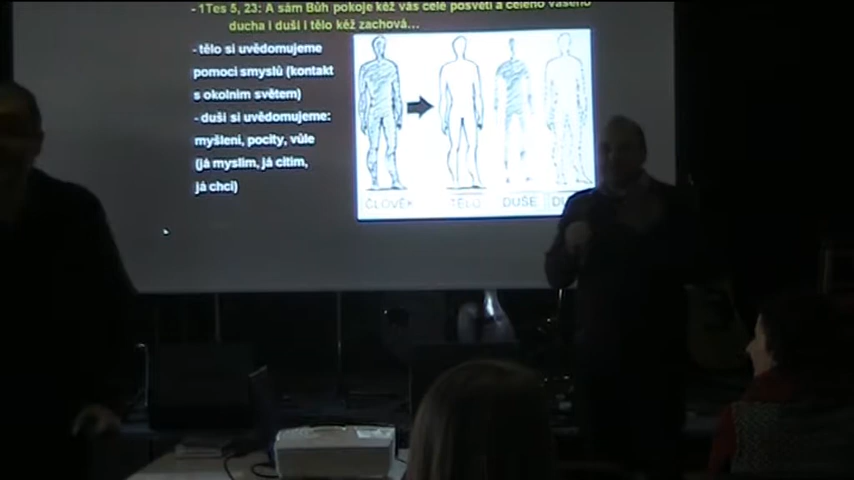 - 1Tes 5, 23: A sám Bůh pokoje kéž vás celé posvětí a celého vašeho
ducha i duši i tělo kéž zachová...
- tělo si uvědomujeme
pomocí smyslů (kontakt
s okolním světem)
- duši si uvědomujeme:
myšlení, pocity, vůle
(já myslím, já cítím,
já chci)
ČLOVĚK TĚLO DUŠE